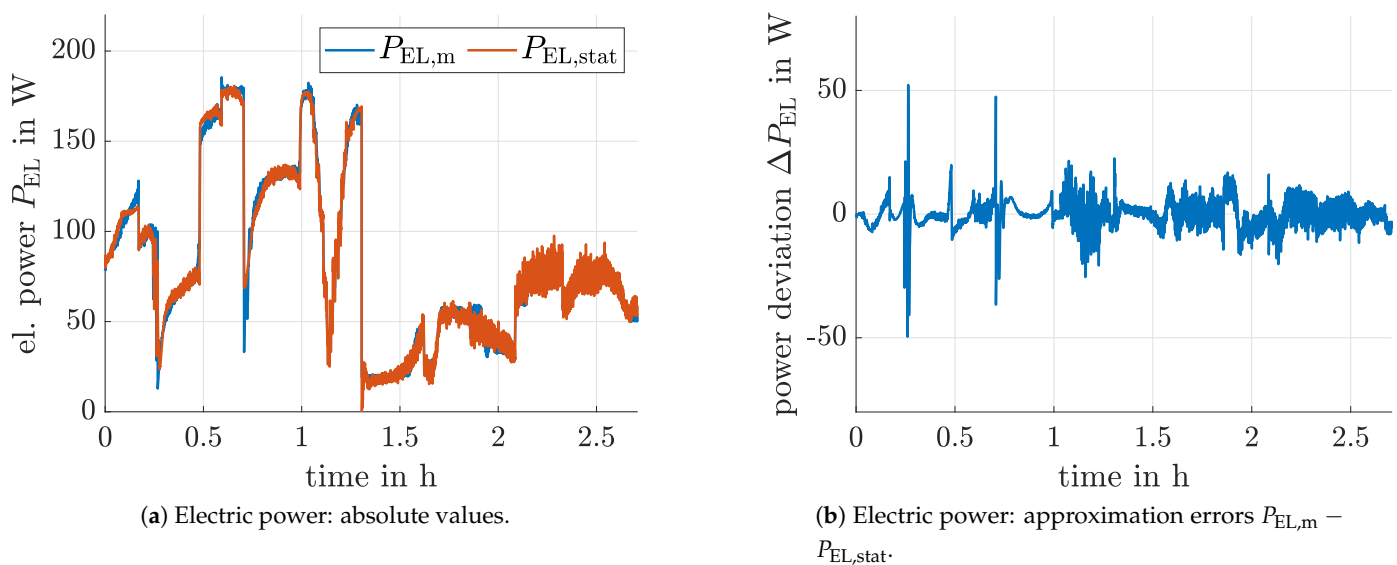 el. power P_EL in W
200
150
100
50
0
P_EL,m P_EL,stat
0 0.5 1 1.5 2 2.5
time in h
(a) Electric power: absolute values.
power deviation ΔP_EL in W
50
0
-50
0 0.5 1 1.5 2 2.5
time in h
(b) Electric power: approximation errors P_EL,m −
P_EL,stat.